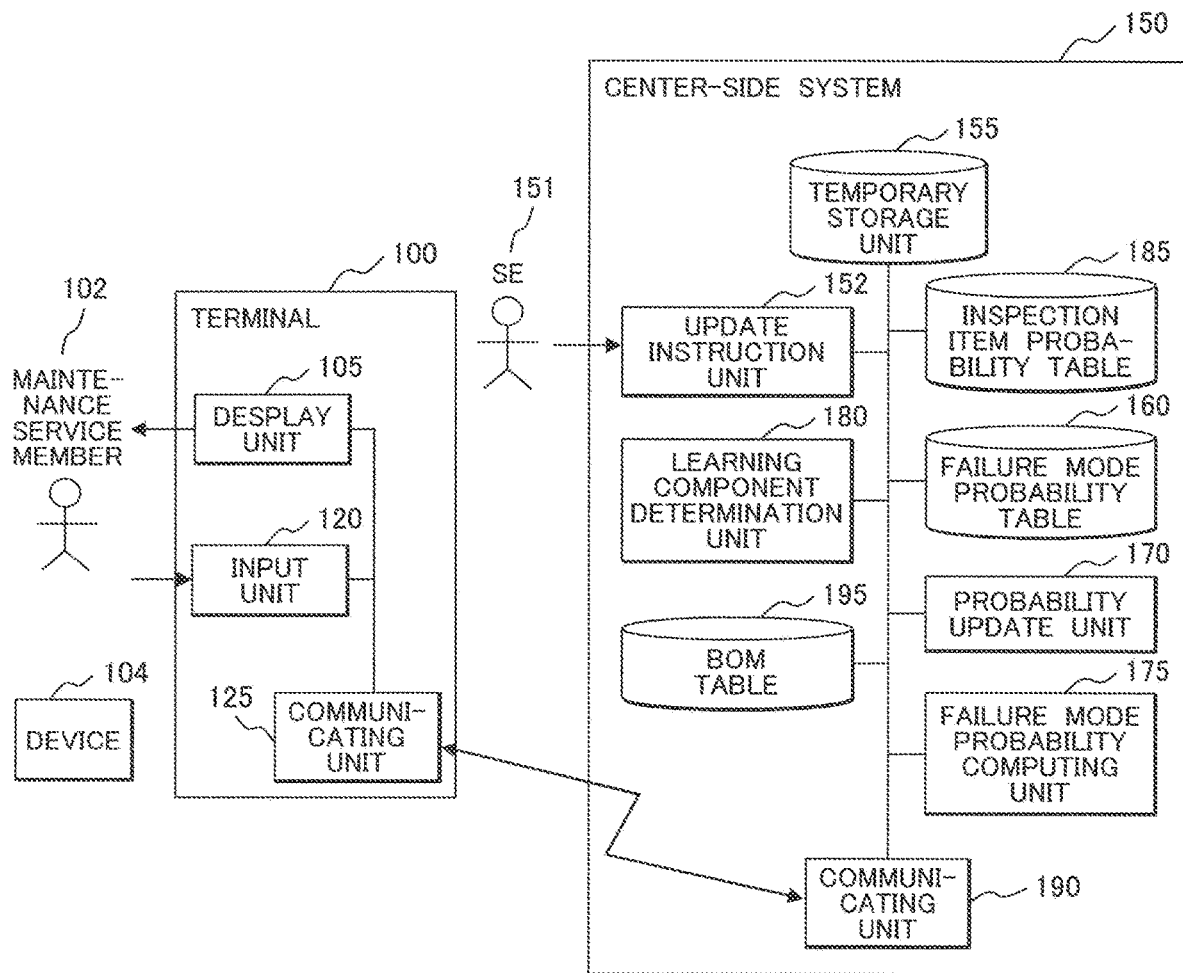 150
CENTER-SIDE SYSTEM
155
TEMPORARY
STORAGE
UNIT
151
SE
100
102
TERMINAL
152
UPDATE
INSTRUCTION
UNIT
185
INSPECTION
ITEM PROBA-
BILITY TABLE
MAINTE-
NANCE
SERVICE
MEMBER
105
DESPLAY
UNIT
180
LEARNING
COMPONENT
DETERMINATION
UNIT
160
FAILURE MODE
PROBABILITY
TABLE
120
INPUT
UNIT
170
PROBABILITY
UPDATE UNIT
195
BOM
TABLE
104
DEVICE
125
COMMUNI-
CATING
UNIT
175
FAILURE MODE
PROBABILITY
COMPUTING
UNIT
COMMUNI-
CATING
UNIT
190